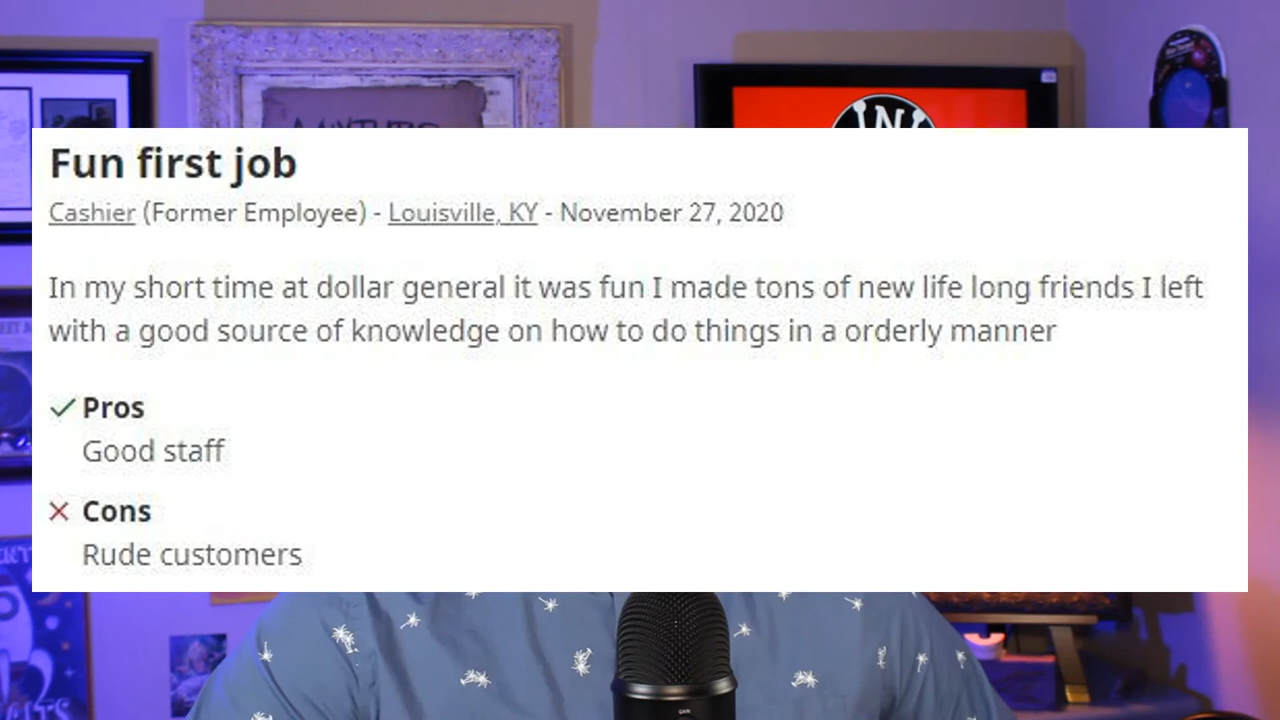 Fun first job
Cashier (Former Employee) - Louisville, KY - November 27, 2020
In my short time at dollar general it was fun I made tons of new life long friends I left
with a good source of knowledge on how to do things in a orderly manner
Pros
Good staff
Cons
Rude customers
GAIN